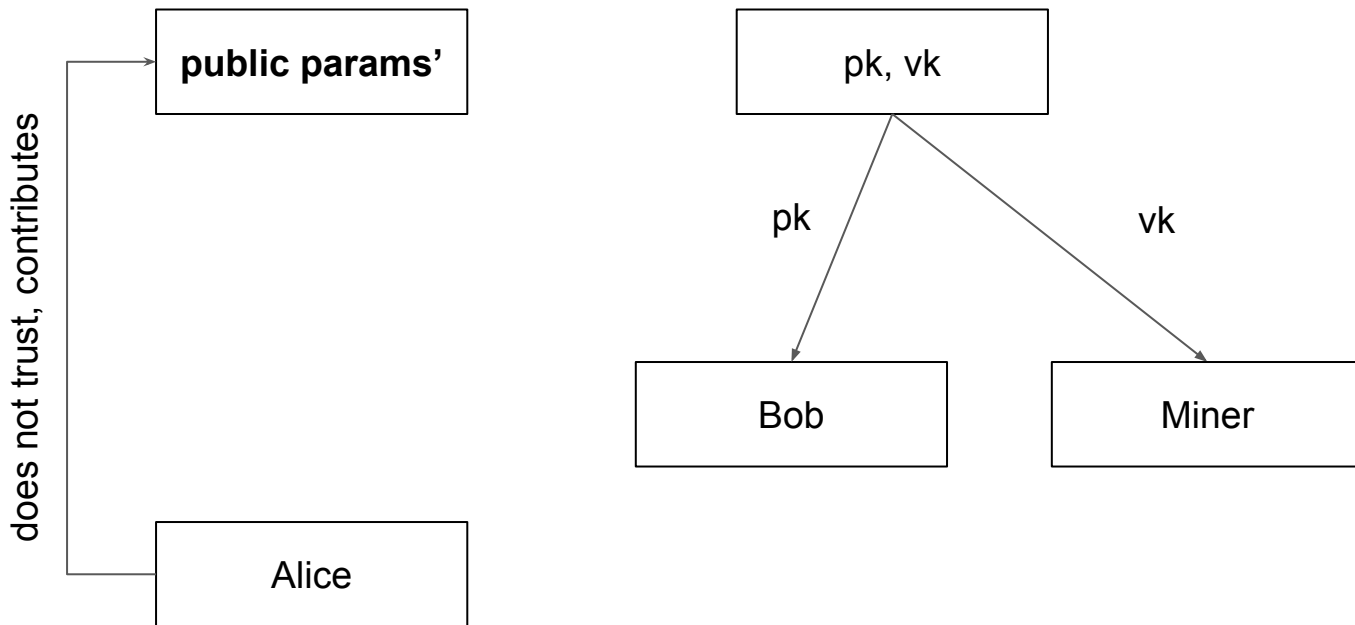 public params’
pk, vk
does not trust, contributes
pk
vk
Bob
Miner
Alice